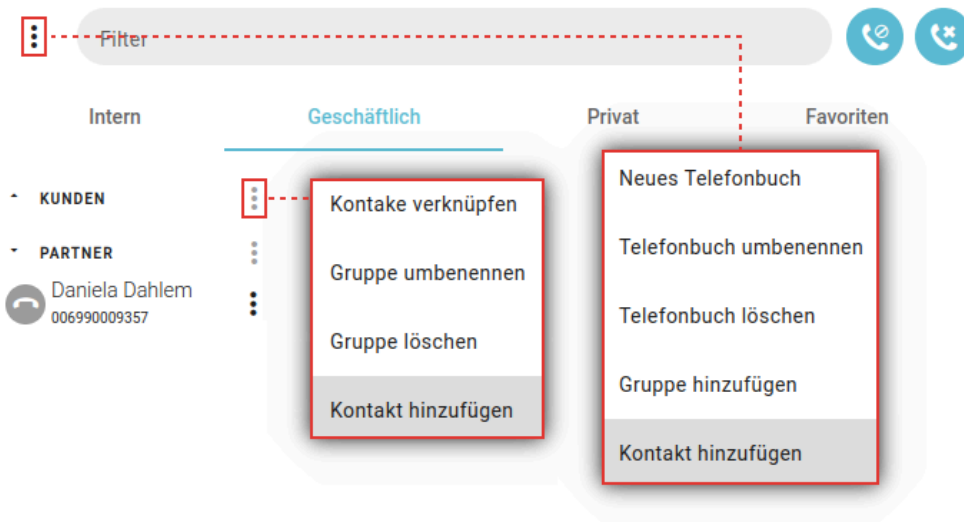 Filter
Intern
Geschäftlich
Privat
Favoriten
KUNDEN
PARTNER
Daniela Dahlem
006990009357
Kontake verknüpfen
Gruppe umbenennen
Gruppe löschen
Kontakt hinzufügen
Neues Telefonbuch
Telefonbuch umbenennen
Telefonbuch löschen
Gruppe hinzufügen
Kontakt hinzufügen